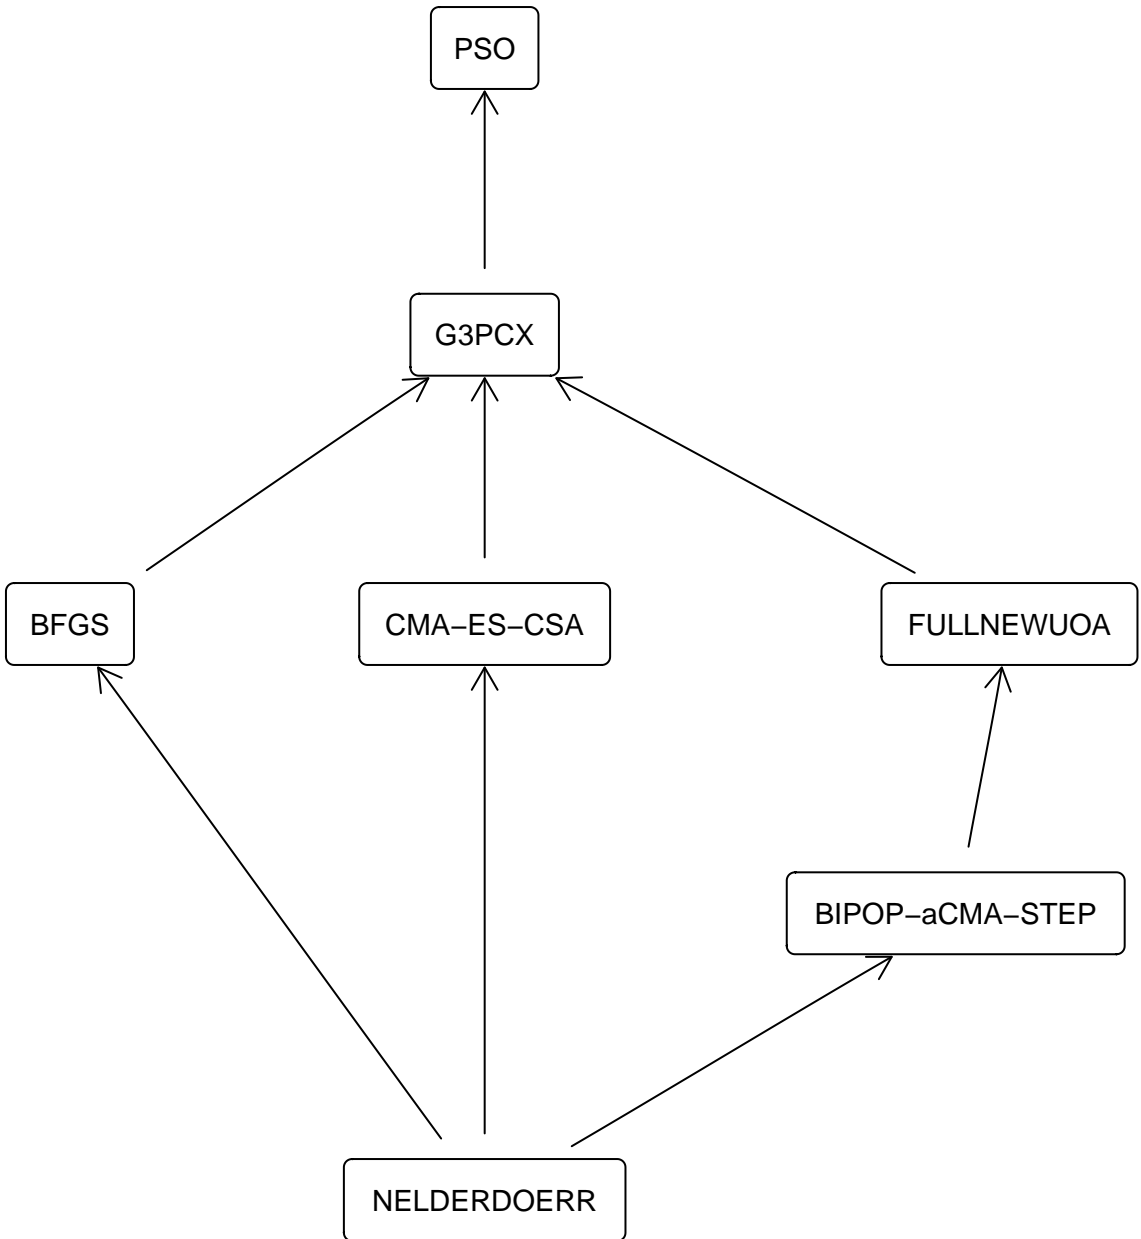 PSO
G3PCX
BFGS
CMA−ES−CSA
FULLNEWUOA
BIPOP−aCMA−STEP
NELDERDOERR